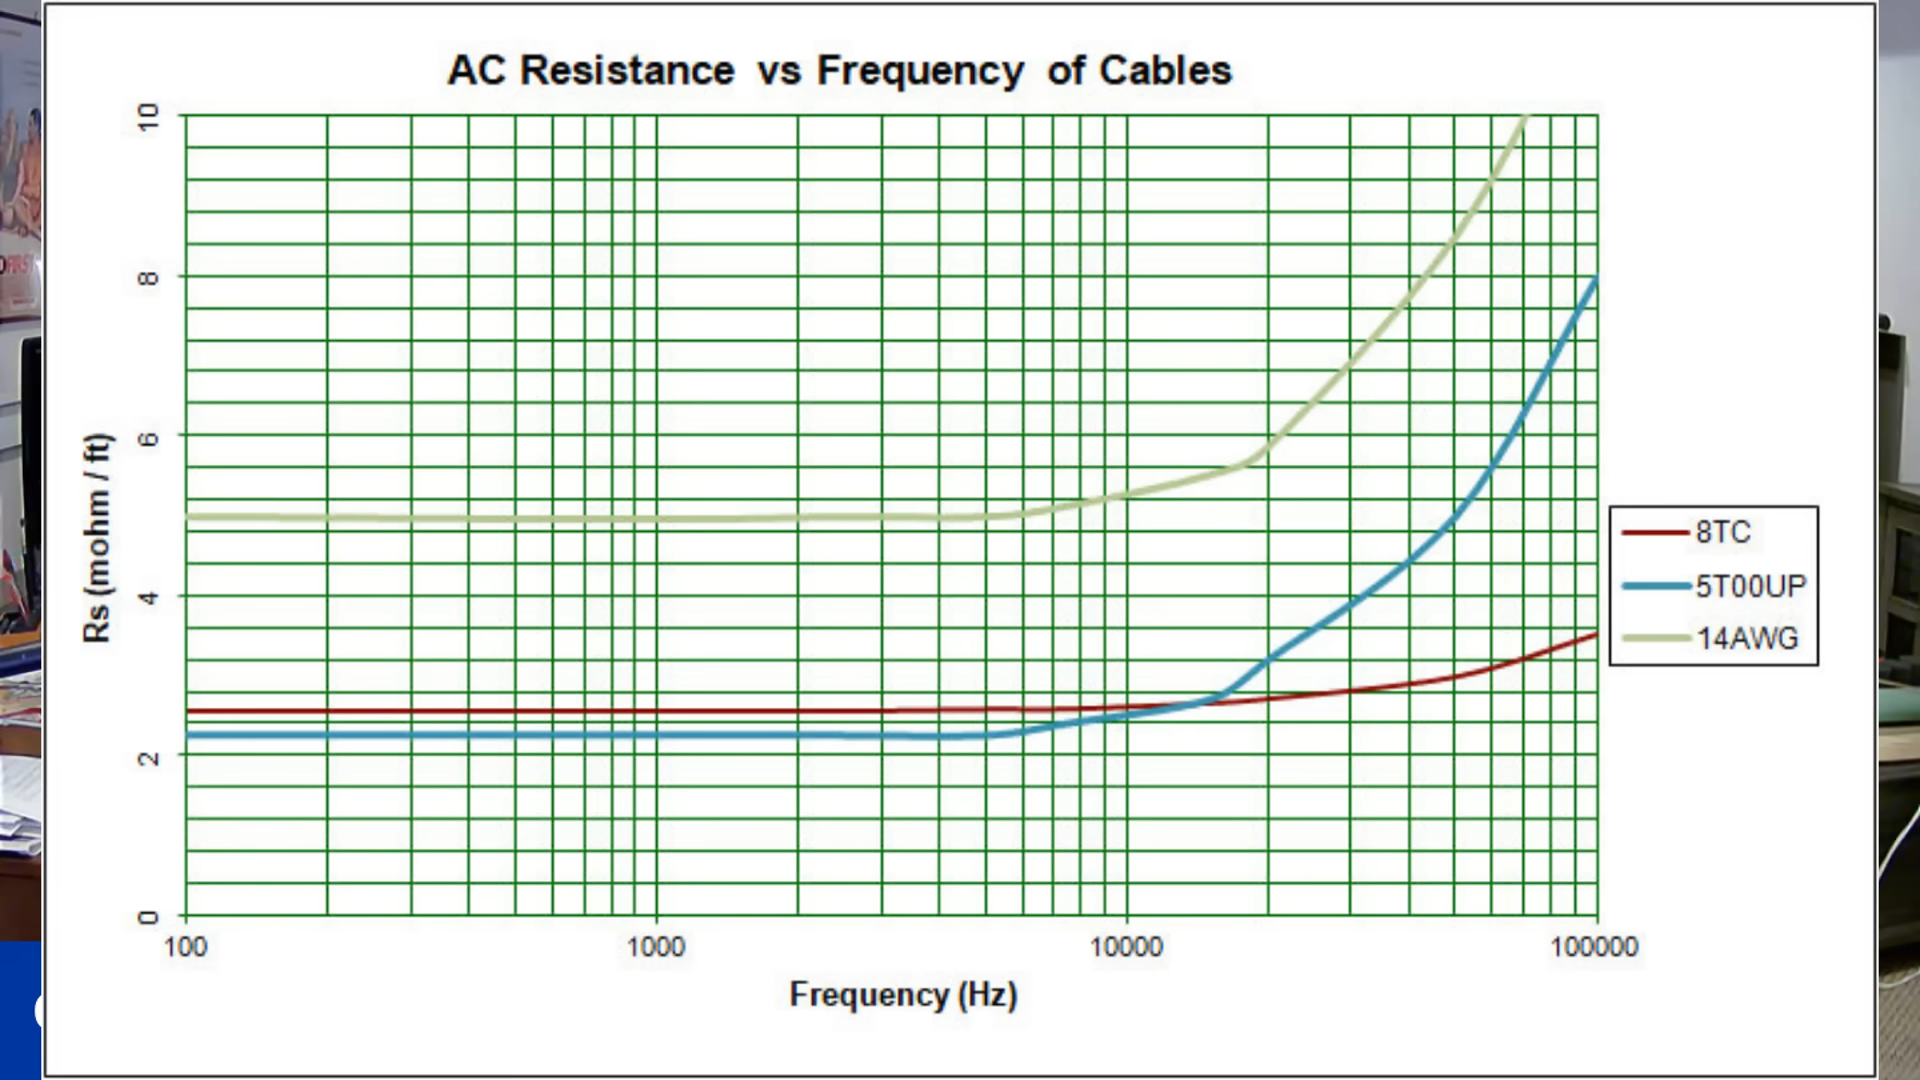 AC Resistance vs Frequency of Cables
10
8
6
4
2
0
Rs (mohm / ft)
100 1000 10000 100000
Frequency (Hz)
8TC
5T00UP
14AWG